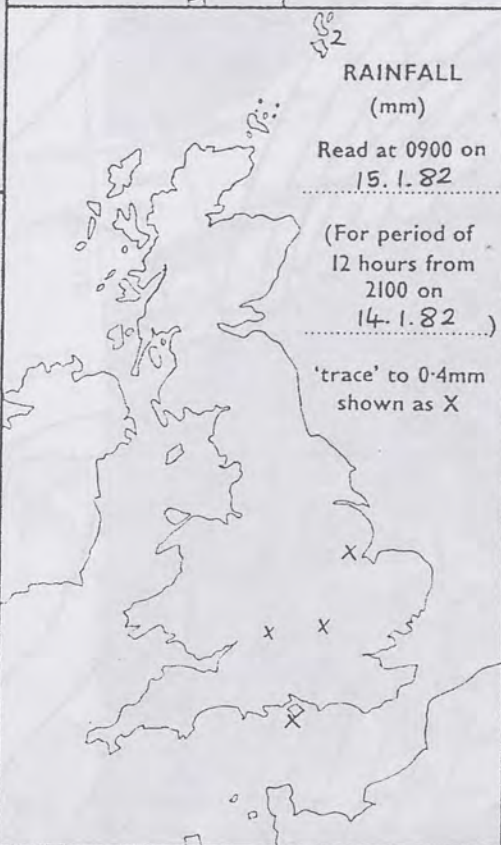 2
RAINFALL
(mm)
Read at 0900 on
15.1.82
(For period of
12 hours from
2100 on
14.1.82)
'trace' to 0·4mm
shown as X
X
X X
X